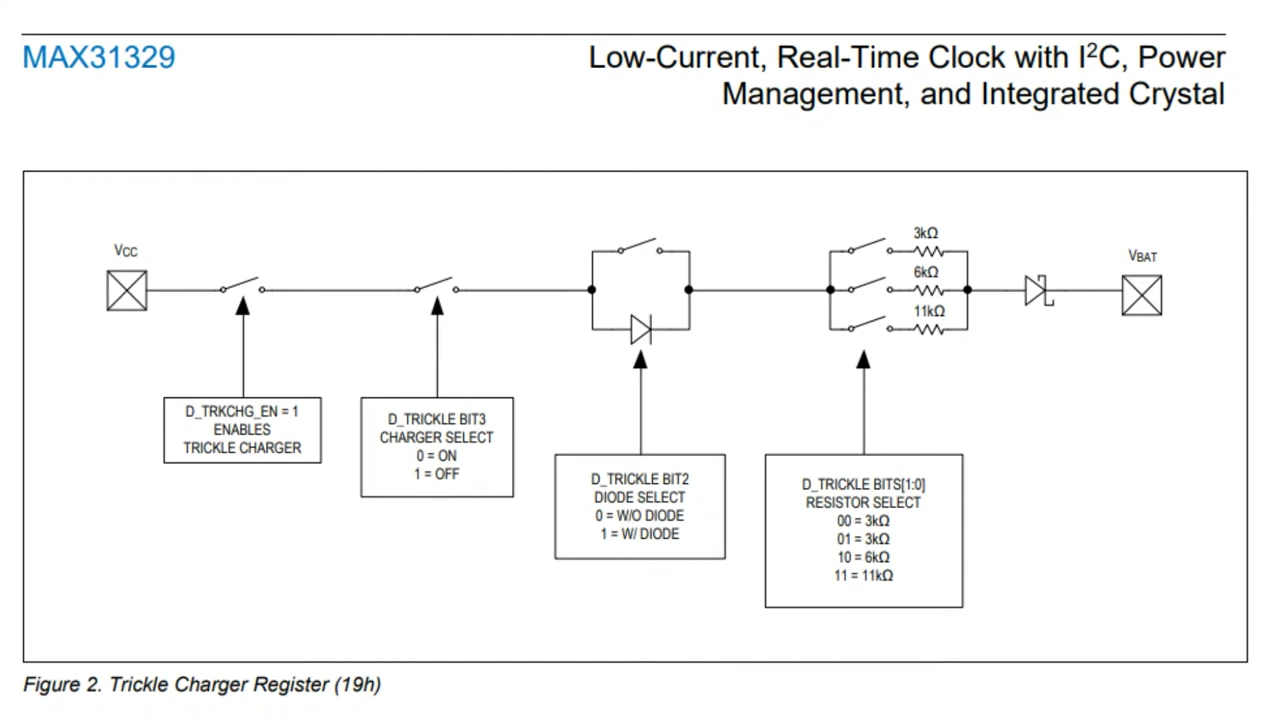 MAX31329
Low-Current, Real-Time Clock with I²C, Power
Management, and Integrated Crystal
VCC
3kΩ
6kΩ
11kΩ
VBAT
D_TRKCHG_EN = 1
ENABLES
TRICKLE CHARGER
D_TRICKLE BIT3
CHARGER SELECT
0 = ON
1 = OFF
D_TRICKLE BIT2
DIODE SELECT
0 = W/O DIODE
1 = W/ DIODE
D_TRICKLE BITS[1:0]
RESISTOR SELECT
00 = 3kΩ
01 = 3kΩ
10 = 6kΩ
11 = 11kΩ
Figure 2. Trickle Charger Register (19h)